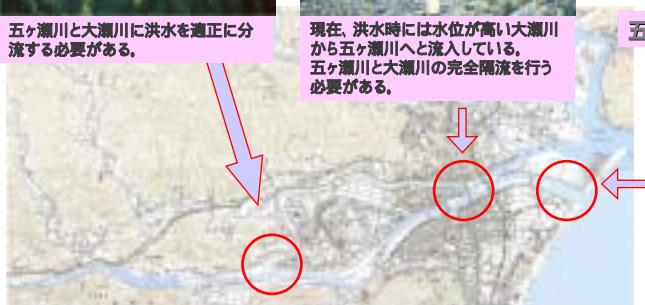 五ヶ瀬川と大瀬川に洪水を適正に分
流する必要がある。
現在、洪水時には水位が高い大瀬川
から五ヶ瀬川へと流入している。
五ヶ瀬川と大瀬川の完全隔流を行う
必要がある。
五